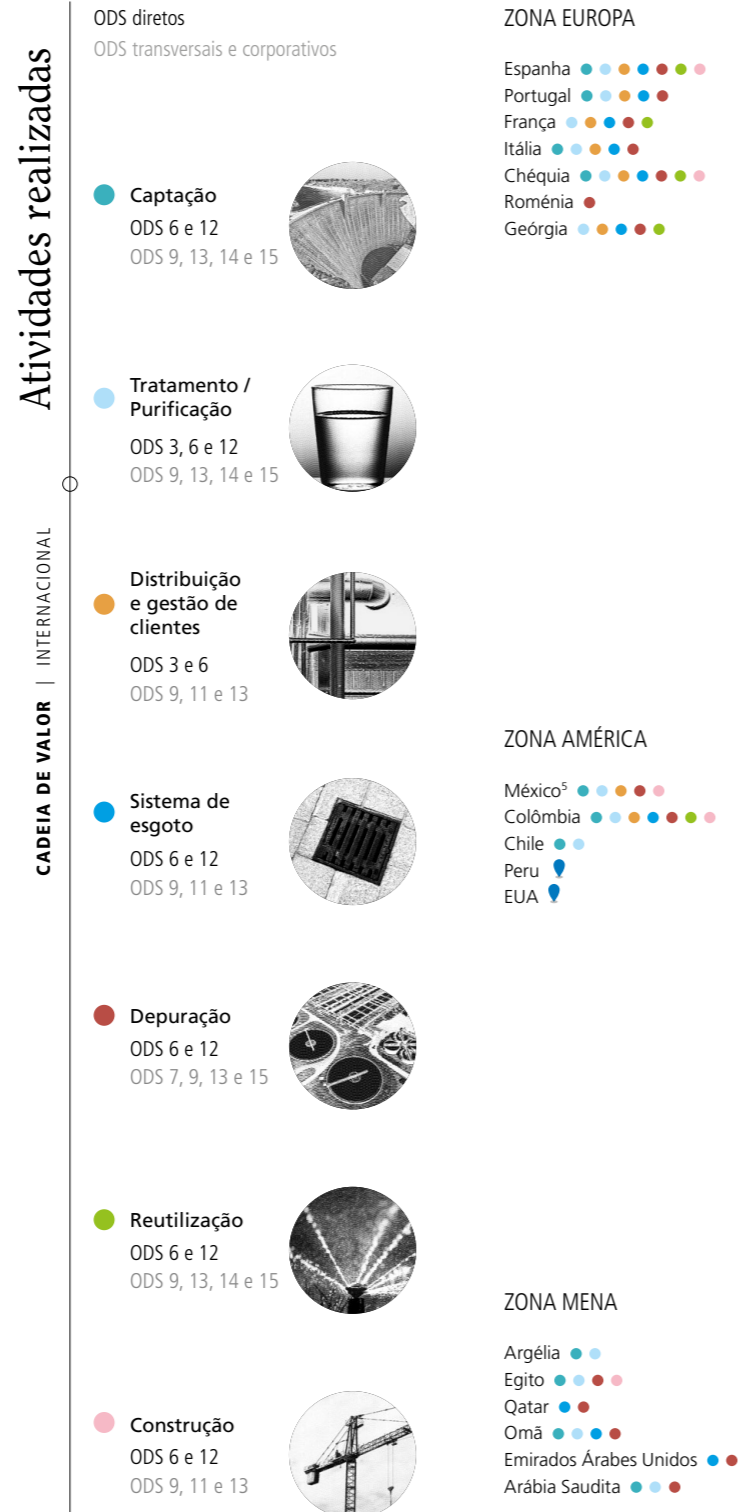 Atividades realizadas
CADEIA DE VALOR | INTERNACIONAL
ODS diretos
ODS transversais e corporativos
Captação
ODS 6 e 12
ODS 9, 13, 14 e 15
Tratamento /
Purificação
ODS 3, 6 e 12
ODS 9, 13, 14 e 15
Distribuição
e gestão de
clientes
ODS 3 e 6
ODS 9, 11 e 13
Sistema de
esgoto
ODS 6 e 12
ODS 9, 11 e 13
Depuração
ODS 6 e 12
ODS 7, 9, 13 e 15
Reutilização
ODS 6 e 12
ODS 9, 13, 14 e 15
Construção
ODS 6 e 12
ODS 9, 11 e 13
ZONA EUROPA
Espanha
Portugal
França
Itália
Chéquia
Roménia
Geórgia
ZONA AMÉRICA
México⁵
Colômbia
Chile
Peru
EUA
ZONA MENA
Argélia
Egito
Qatar
Omã
Emirados Árabes Unidos
Arábia Saudita